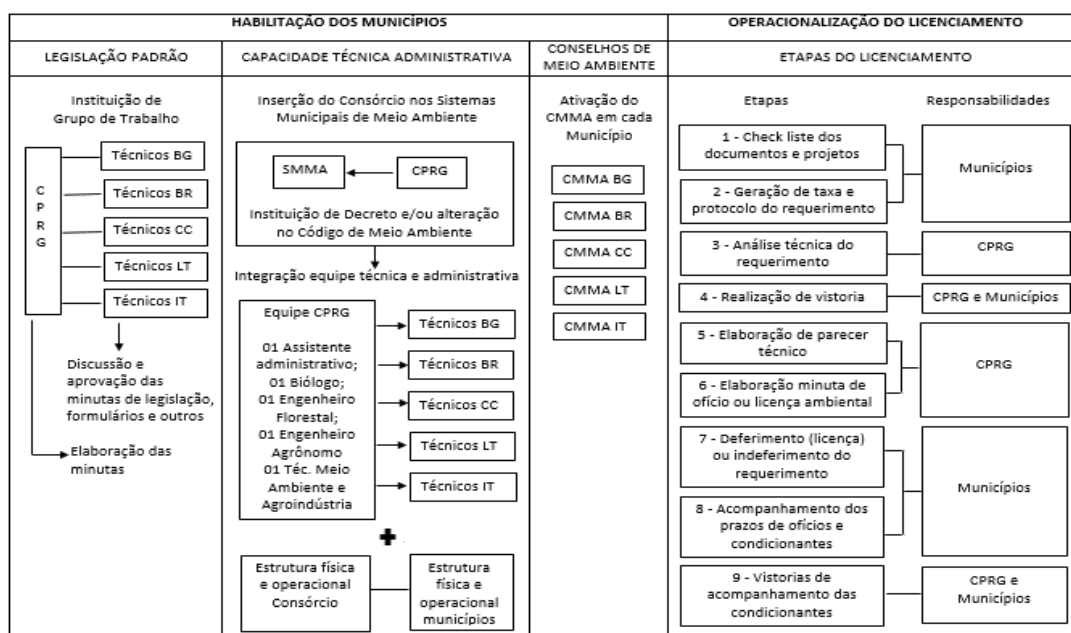 HABILITAÇÃO DOS MUNICÍPIOS
OPERACIONALIZAÇÃO DO LICENCIAMENTO
LEGISLAÇÃO PADRÃO
CAPACIDADE TÉCNICA ADMINISTRATIVA
CONSELHOS DE
MEIO AMBIENTE
ETAPAS DO LICENCIAMENTO
Instituição de
Grupo de Trabalho
C
P
R
G
Técnicos BG
Técnicos BR
Técnicos CC
Técnicos LT
Técnicos IT
Discussão e
aprovação das
minutas de legislação,
formulários e outros
Elaboração das
minutas
Inserção do Consórcio nos Sistemas
Municipais de Meio Ambiente
SMMA
CPRG
Instituição de Decreto e/ou alteração
no Código de Meio Ambiente
Integração equipe técnica e administrativa
Equipe CPRG
01 Assistente
administrativo;
01 Biólogo;
01 Engenheiro
Florestal;
01 Engenheiro
Agrônomo
01 Téc. Meio
Ambiente e
Agroindústria
Técnicos BG
Técnicos BR
Técnicos CC
Técnicos LT
Técnicos IT
+
Estrutura física
e operacional
Consórcio
Estrutura
física e
operacional
municípios
Ativação do
CMMA em cada
Município
CMMA BG
CMMA BR
CMMA CC
CMMA LT
CMMA IT
Etapas
Responsabilidades
1 - Check liste dos
documentos e projetos
2 - Geração de taxa e
protocolo do requerimento
Municípios
3 - Análise técnica do
requerimento
CPRG
4 - Realização de vistoria
CPRG e Municípios
5 - Elaboração de parecer
técnico
6 - Elaboração minuta de
ofício ou licença ambiental
CPRG
7 - Deferimento (licença)
ou indeferimento do
requerimento
8 - Acompanhamento dos
prazos de ofícios e
condicionantes
Municípios
9 - Vistorias de
acompanhamento das
condicionantes
CPRG e
Municípios